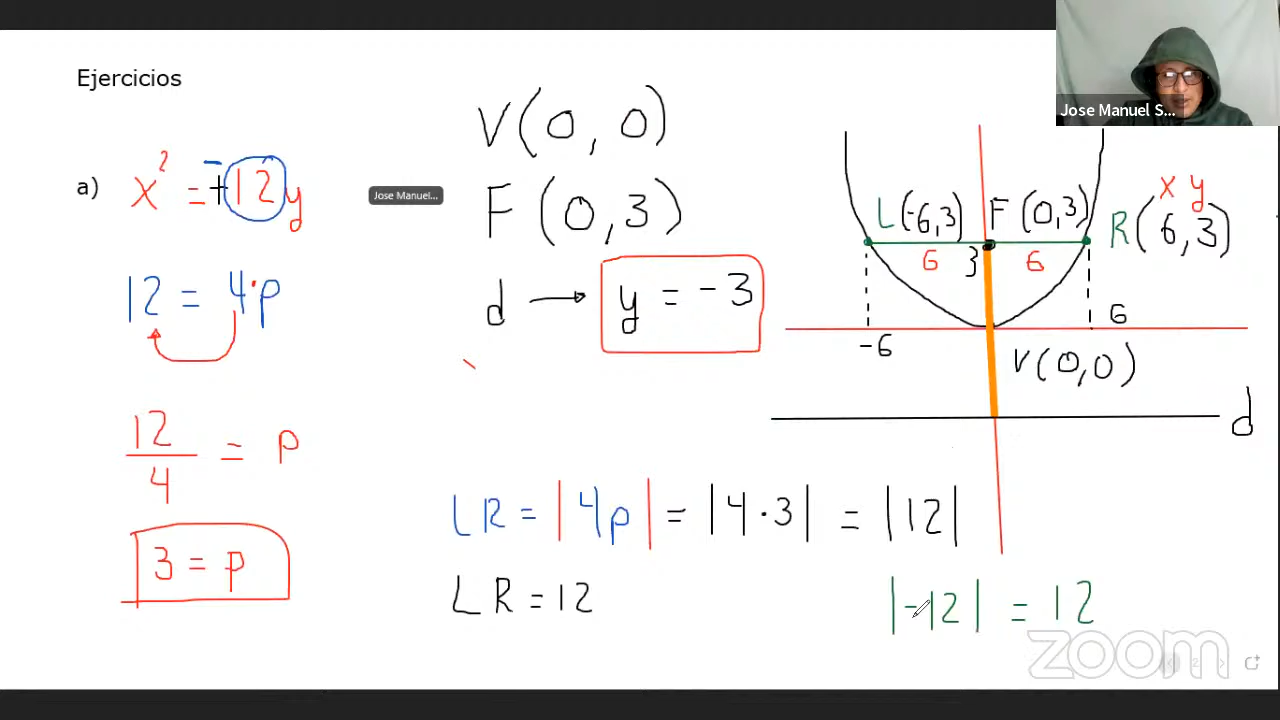 Ejercicios
Jose Manuel S...
Jose Manuel...
a) x² = ∓12y
12 = 4·p
12/4 = p
3 = p
V(0, 0)
F(0, 3)
d → y = -3
L(-6,3) F(0,3) R(6,3)
x y
6 3 6
-6 6
V(0,0)
d
LR = |4p| = |4·3| = |12|
LR = 12
|-12| = 12
zoom
2